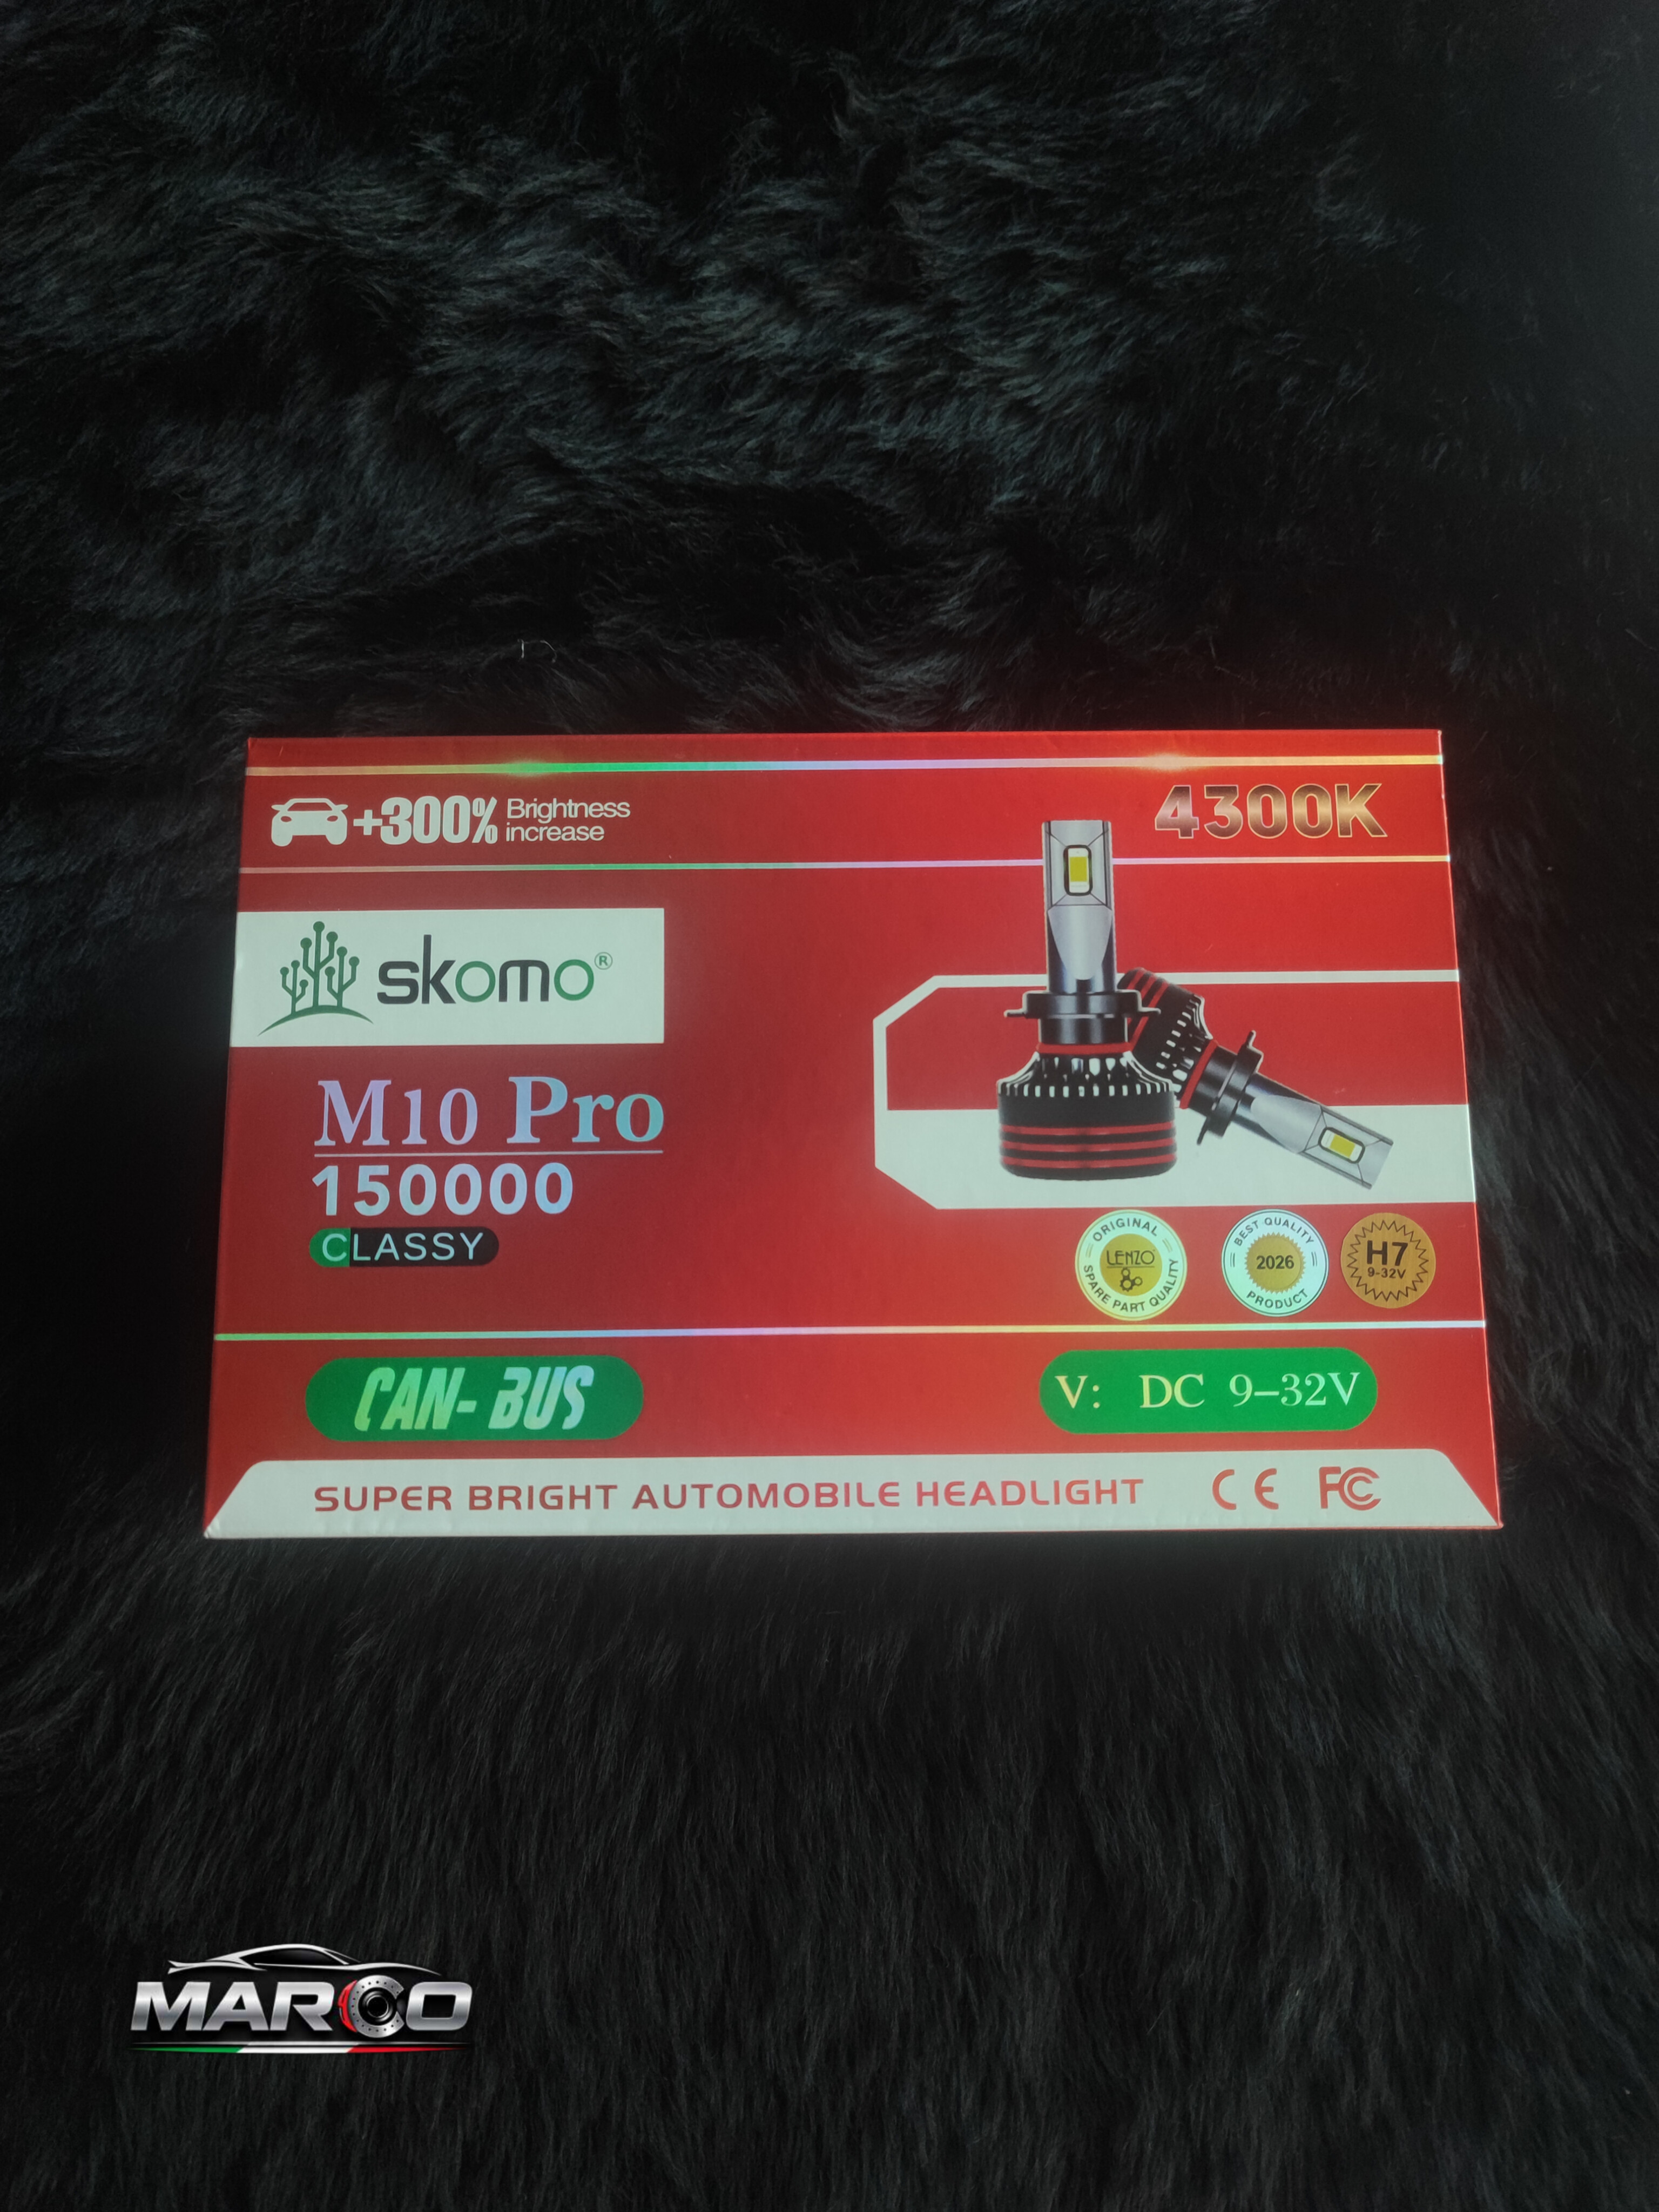 +300% Brightness
increase
4300K
skomo®
M10 Pro
150000
CLASSY
ORIGINAL
LENZO
SPARE PART QUALITY
BEST QUALITY
2026
PRODUCT
H7
9-32V
CAN-BUS
V: DC 9-32V
SUPER BRIGHT AUTOMOBILE HEADLIGHT CE FC
MARCO